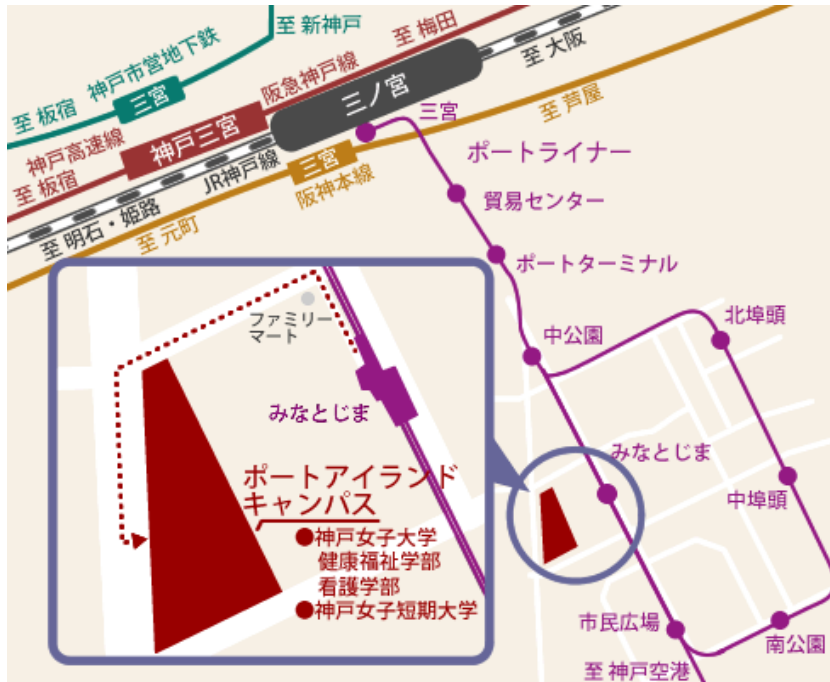 至 新神戸
神戸市営地下鉄
三宮
至 板宿
至 梅田
阪急神戸線
神戸三宮
神戸高速線
至 板宿
三ノ宮
至 大阪
JR神戸線
至 明石・姫路
三宮
至 芦屋
三宮
阪神本線
至 元町
ポートライナー
貿易センター
ポートターミナル
中公園
北埠頭
みなとじま
中埠頭
市民広場
南公園
至 神戸空港
ファミリー
マート
みなとじま
ポートアイランド
キャンパス
●神戸女子大学
健康福祉学部
看護学部
●神戸女子短期大学